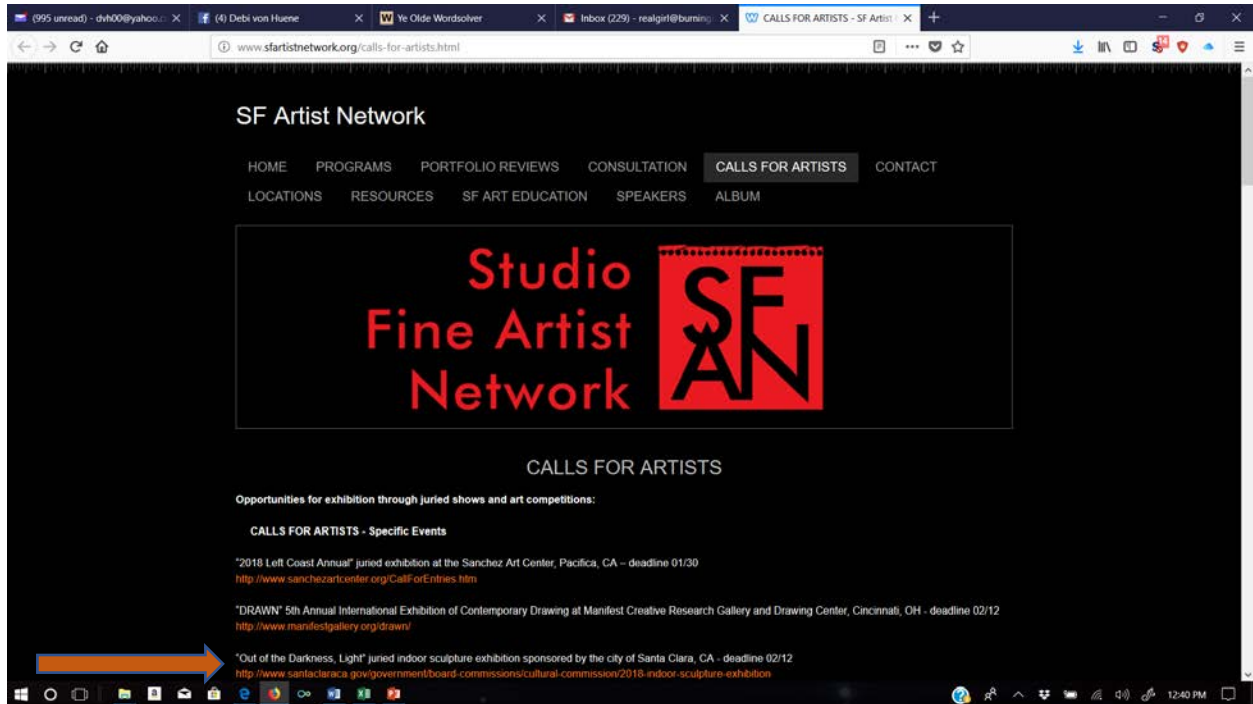 (995 unread) - dvh00@yahoo.c
(4) Debi von Huene
Ye Olde Wordsolver
Inbox (229) - realgirl@burning
CALLS FOR ARTISTS - SF Artist
www.sfartistnetwork.org/calls-for-artists.html
SF Artist Network
HOME PROGRAMS PORTFOLIO REVIEWS CONSULTATION CALLS FOR ARTISTS CONTACT
LOCATIONS RESOURCES SF ART EDUCATION SPEAKERS ALBUM
Studio
Fine Artist
Network
SF
AN
CALLS FOR ARTISTS
Opportunities for exhibition through juried shows and art competitions:
CALLS FOR ARTISTS - Specific Events
"2018 Left Coast Annual" juried exhibition at the Sanchez Art Center, Pacifica, CA – deadline 01/30
http://www.sanchezartcenter.org/CallForEntries.htm
"DRAWN" 5th Annual International Exhibition of Contemporary Drawing at Manifest Creative Research Gallery and Drawing Center, Cincinnati, OH - deadline 02/12
http://www.manifestgallery.org/drawn/
"Out of the Darkness, Light" juried indoor sculpture exhibition sponsored by the city of Santa Clara, CA - deadline 02/12
http://www.santaclaraca.gov/government/board-commissions/cultural-commission/2018-indoor-sculpture-exhibition
12:40 PM